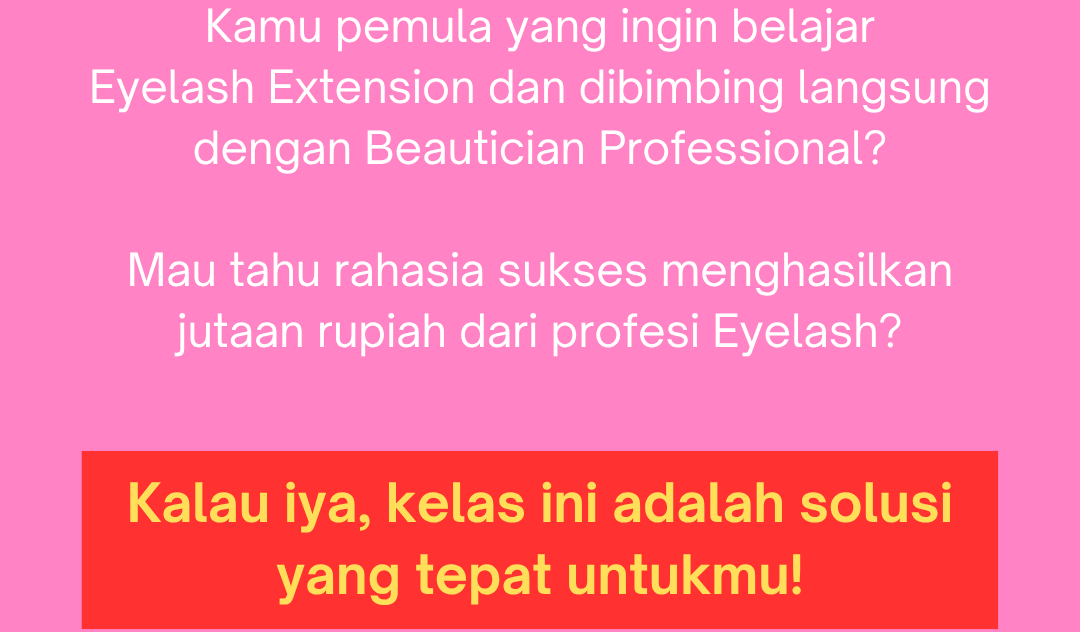 Kamu pemula yang ingin belajar
Eyelash Extension dan dibimbing langsung
dengan Beautician Professional?
Mau tahu rahasia sukses menghasilkan
jutaan rupiah dari profesi Eyelash?
Kalau iya, kelas ini adalah solusi
yang tepat untukmu!